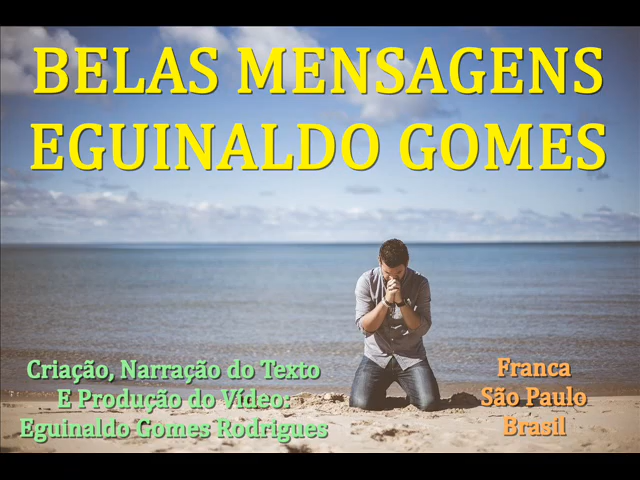 BELAS MENSAGENS
EGUINALDO GOMES
Criação, Narração do Texto
E Produção do Vídeo:
Eguinaldo Gomes Rodrigues
Franca
São Paulo
Brasil